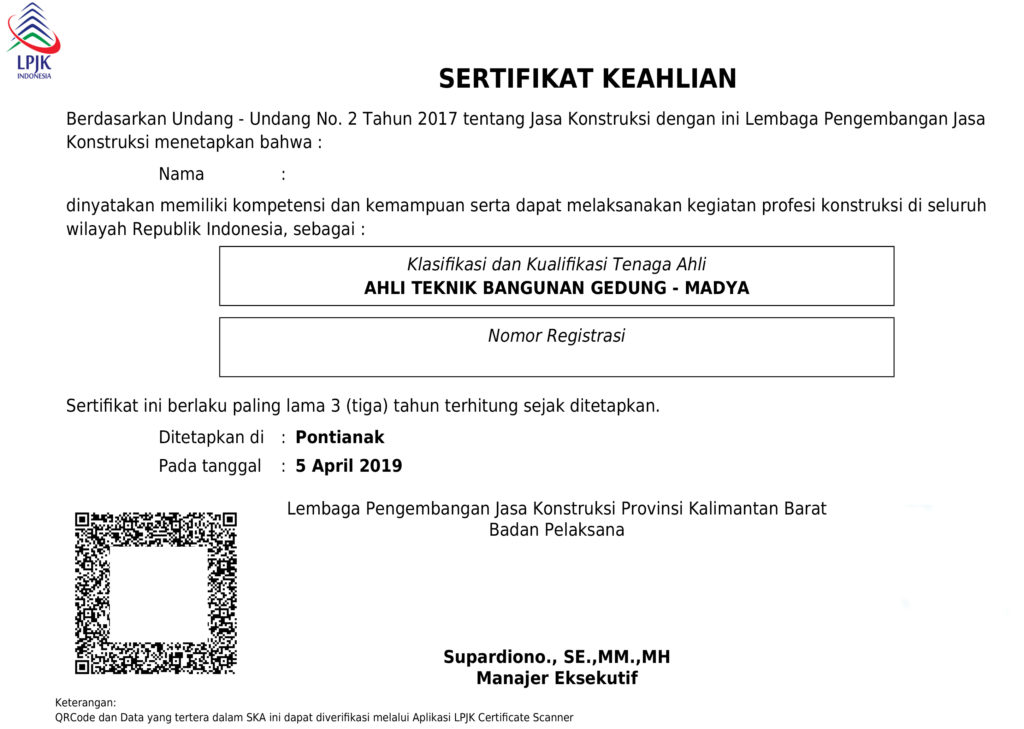 LPJK
INDONESIA
SERTIFIKAT KEAHLIAN
Berdasarkan Undang - Undang No. 2 Tahun 2017 tentang Jasa Konstruksi dengan ini Lembaga Pengembangan Jasa
Konstruksi menetapkan bahwa :
Nama :
dinyatakan memiliki kompetensi dan kemampuan serta dapat melaksanakan kegiatan profesi konstruksi di seluruh
wilayah Republik Indonesia, sebagai :
Klasifikasi dan Kualifikasi Tenaga Ahli
AHLI TEKNIK BANGUNAN GEDUNG - MADYA
Nomor Registrasi
Sertifikat ini berlaku paling lama 3 (tiga) tahun terhitung sejak ditetapkan.
Ditetapkan di : Pontianak
Pada tanggal : 5 April 2019
Lembaga Pengembangan Jasa Konstruksi Provinsi Kalimantan Barat
Badan Pelaksana
Supardiono., SE.,MM.,MH
Manajer Eksekutif
Keterangan:
QRCode dan Data yang tertera dalam SKA ini dapat diverifikasi melalui Aplikasi LPJK Certificate Scanner